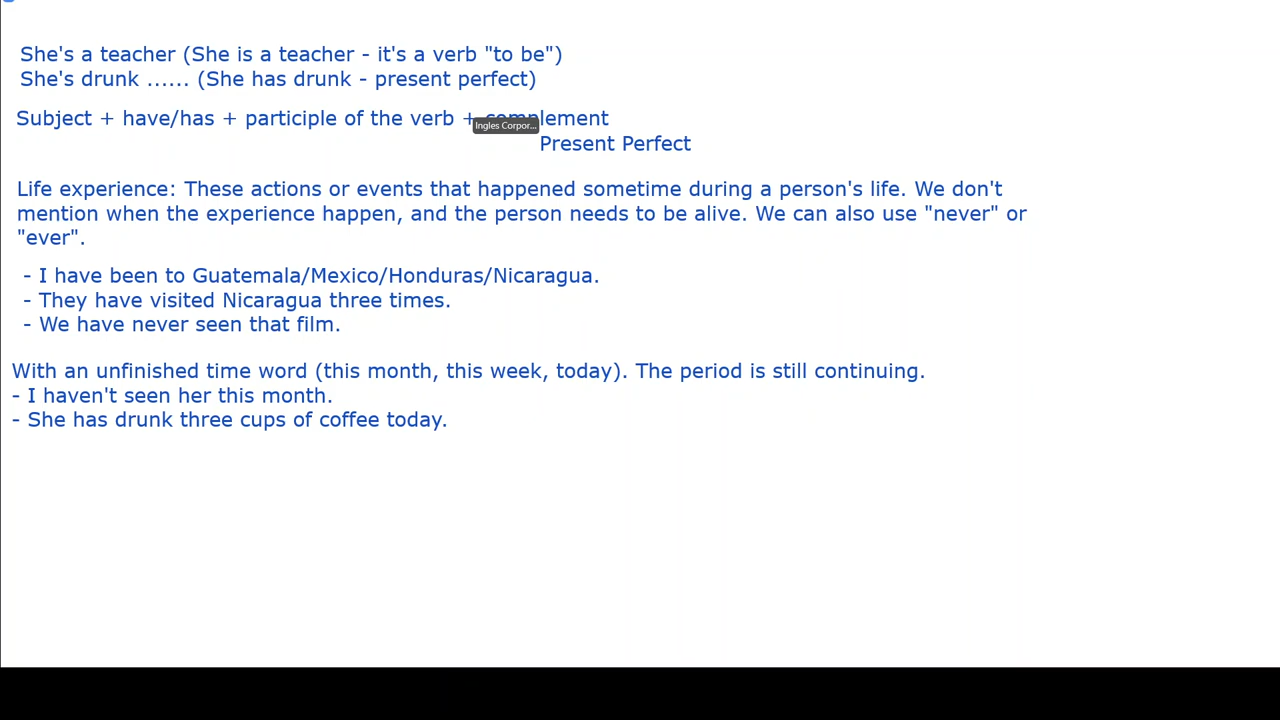 She's a teacher (She is a teacher - it's a verb "to be")
She's drunk ...... (She has drunk - present perfect)
Subject + have/has + participle of the verb + complement
Ingles Corpor...
Present Perfect
Life experience: These actions or events that happened sometime during a person's life. We don't
mention when the experience happen, and the person needs to be alive. We can also use "never" or
"ever".
- I have been to Guatemala/Mexico/Honduras/Nicaragua.
- They have visited Nicaragua three times.
- We have never seen that film.
With an unfinished time word (this month, this week, today). The period is still continuing.
- I haven't seen her this month.
- She has drunk three cups of coffee today.